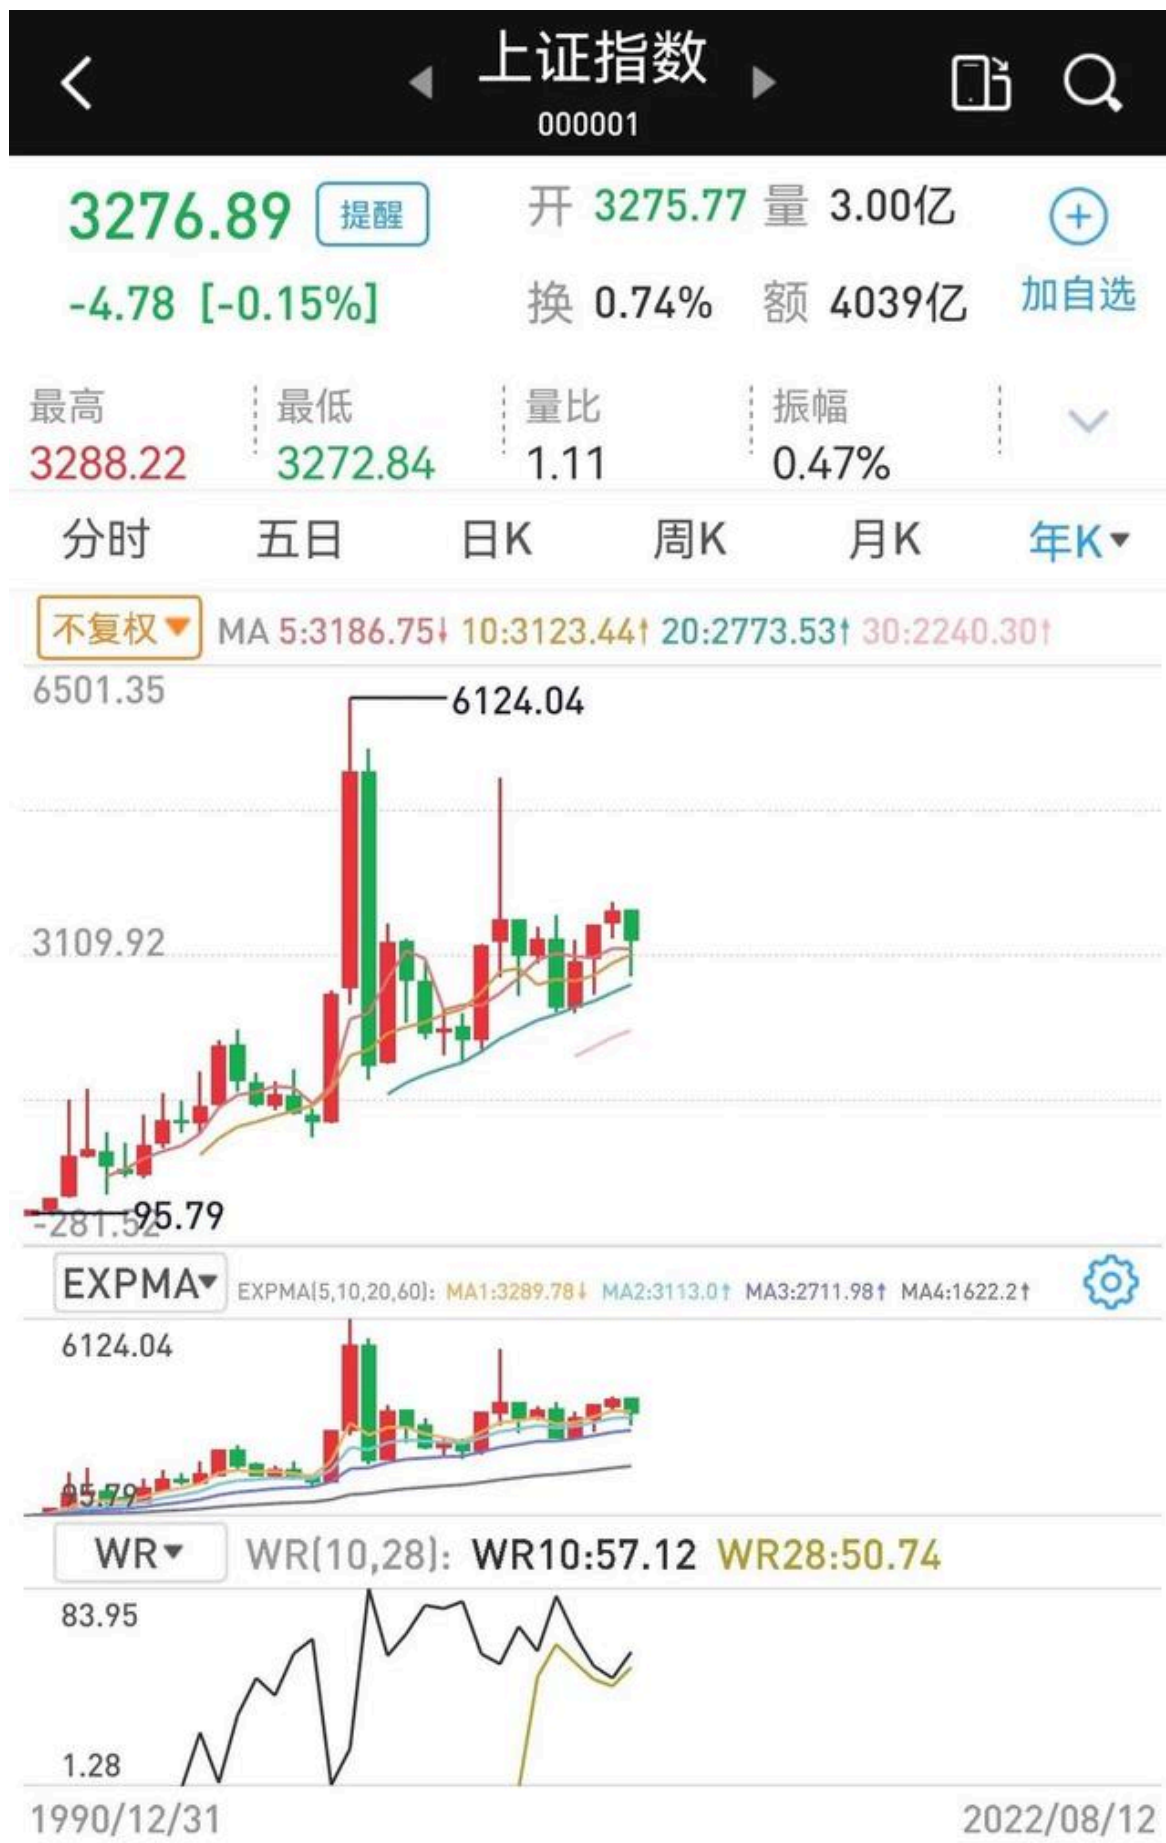 上证指数
000001
3276.89 提醒 开 3275.77 量 3.00亿
-4.78 [-0.15%] 换 0.74% 额 4039亿 加自选
最高 最低 量比 振幅
3288.22 3272.84 1.11 0.47%
分时 五日 日K 周K 月K 年K
不复权 MA 5:3186.75↓ 10:3123.44↑ 20:2773.53↑ 30:2240.30↑
6501.35
6124.04
3109.92
95.79
-281.52
EXPMA EXPMA(5,10,20,60): MA1:3289.78↓ MA2:3113.0↑ MA3:2711.98↑ MA4:1622.2↑
6124.04
95.79
WR WR(10,28): WR10:57.12 WR28:50.74
83.95
1.28
1990/12/31 2022/08/12